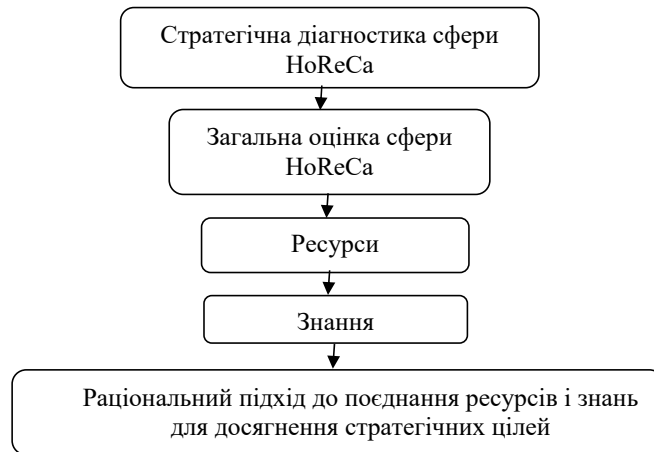 Стратегічна діагностика сфери
HoReCa
Загальна оцінка сфери
HoReCa
Ресурси
Знання
Раціональний підхід до поєднання ресурсів і знань
для досягнення стратегічних цілей